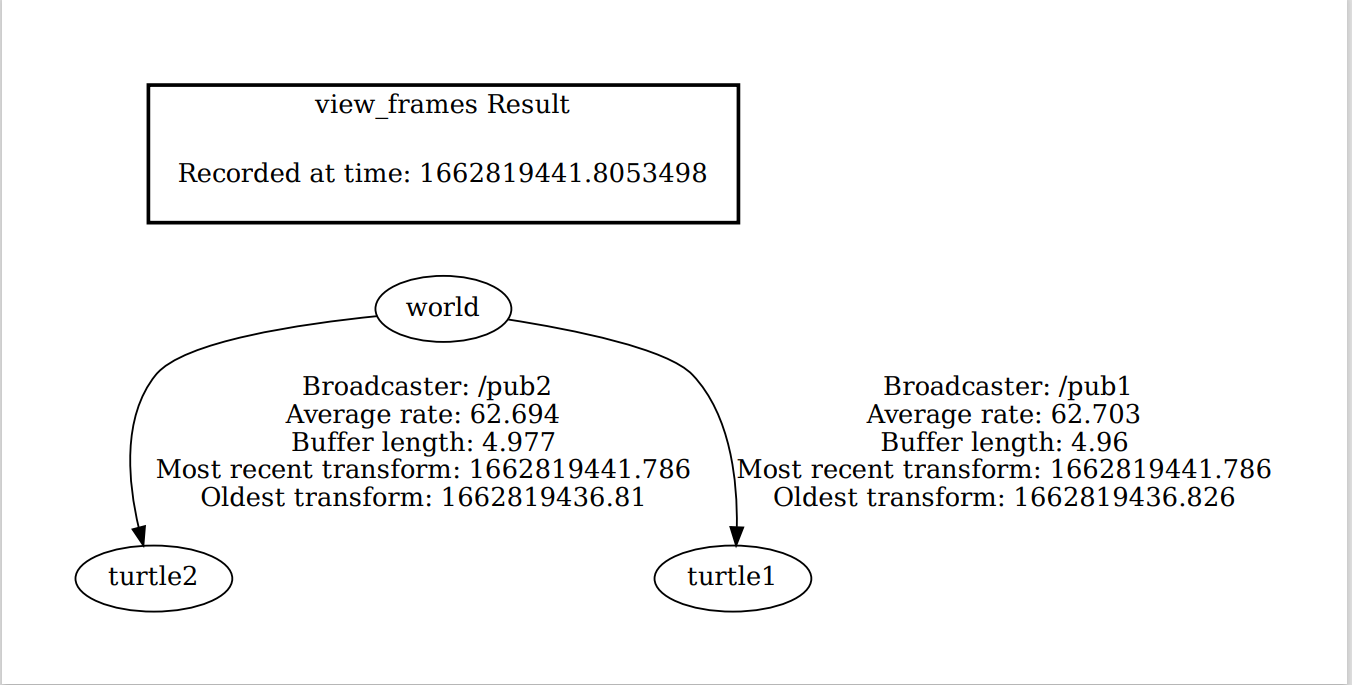 view_frames Result
Recorded at time: 1662819441.8053498
world
Broadcaster: /pub2
Average rate: 62.694
Buffer length: 4.977
Most recent transform: 1662819441.786
Oldest transform: 1662819436.81
Broadcaster: /pub1
Average rate: 62.703
Buffer length: 4.96
Most recent transform: 1662819441.786
Oldest transform: 1662819436.826
turtle2
turtle1